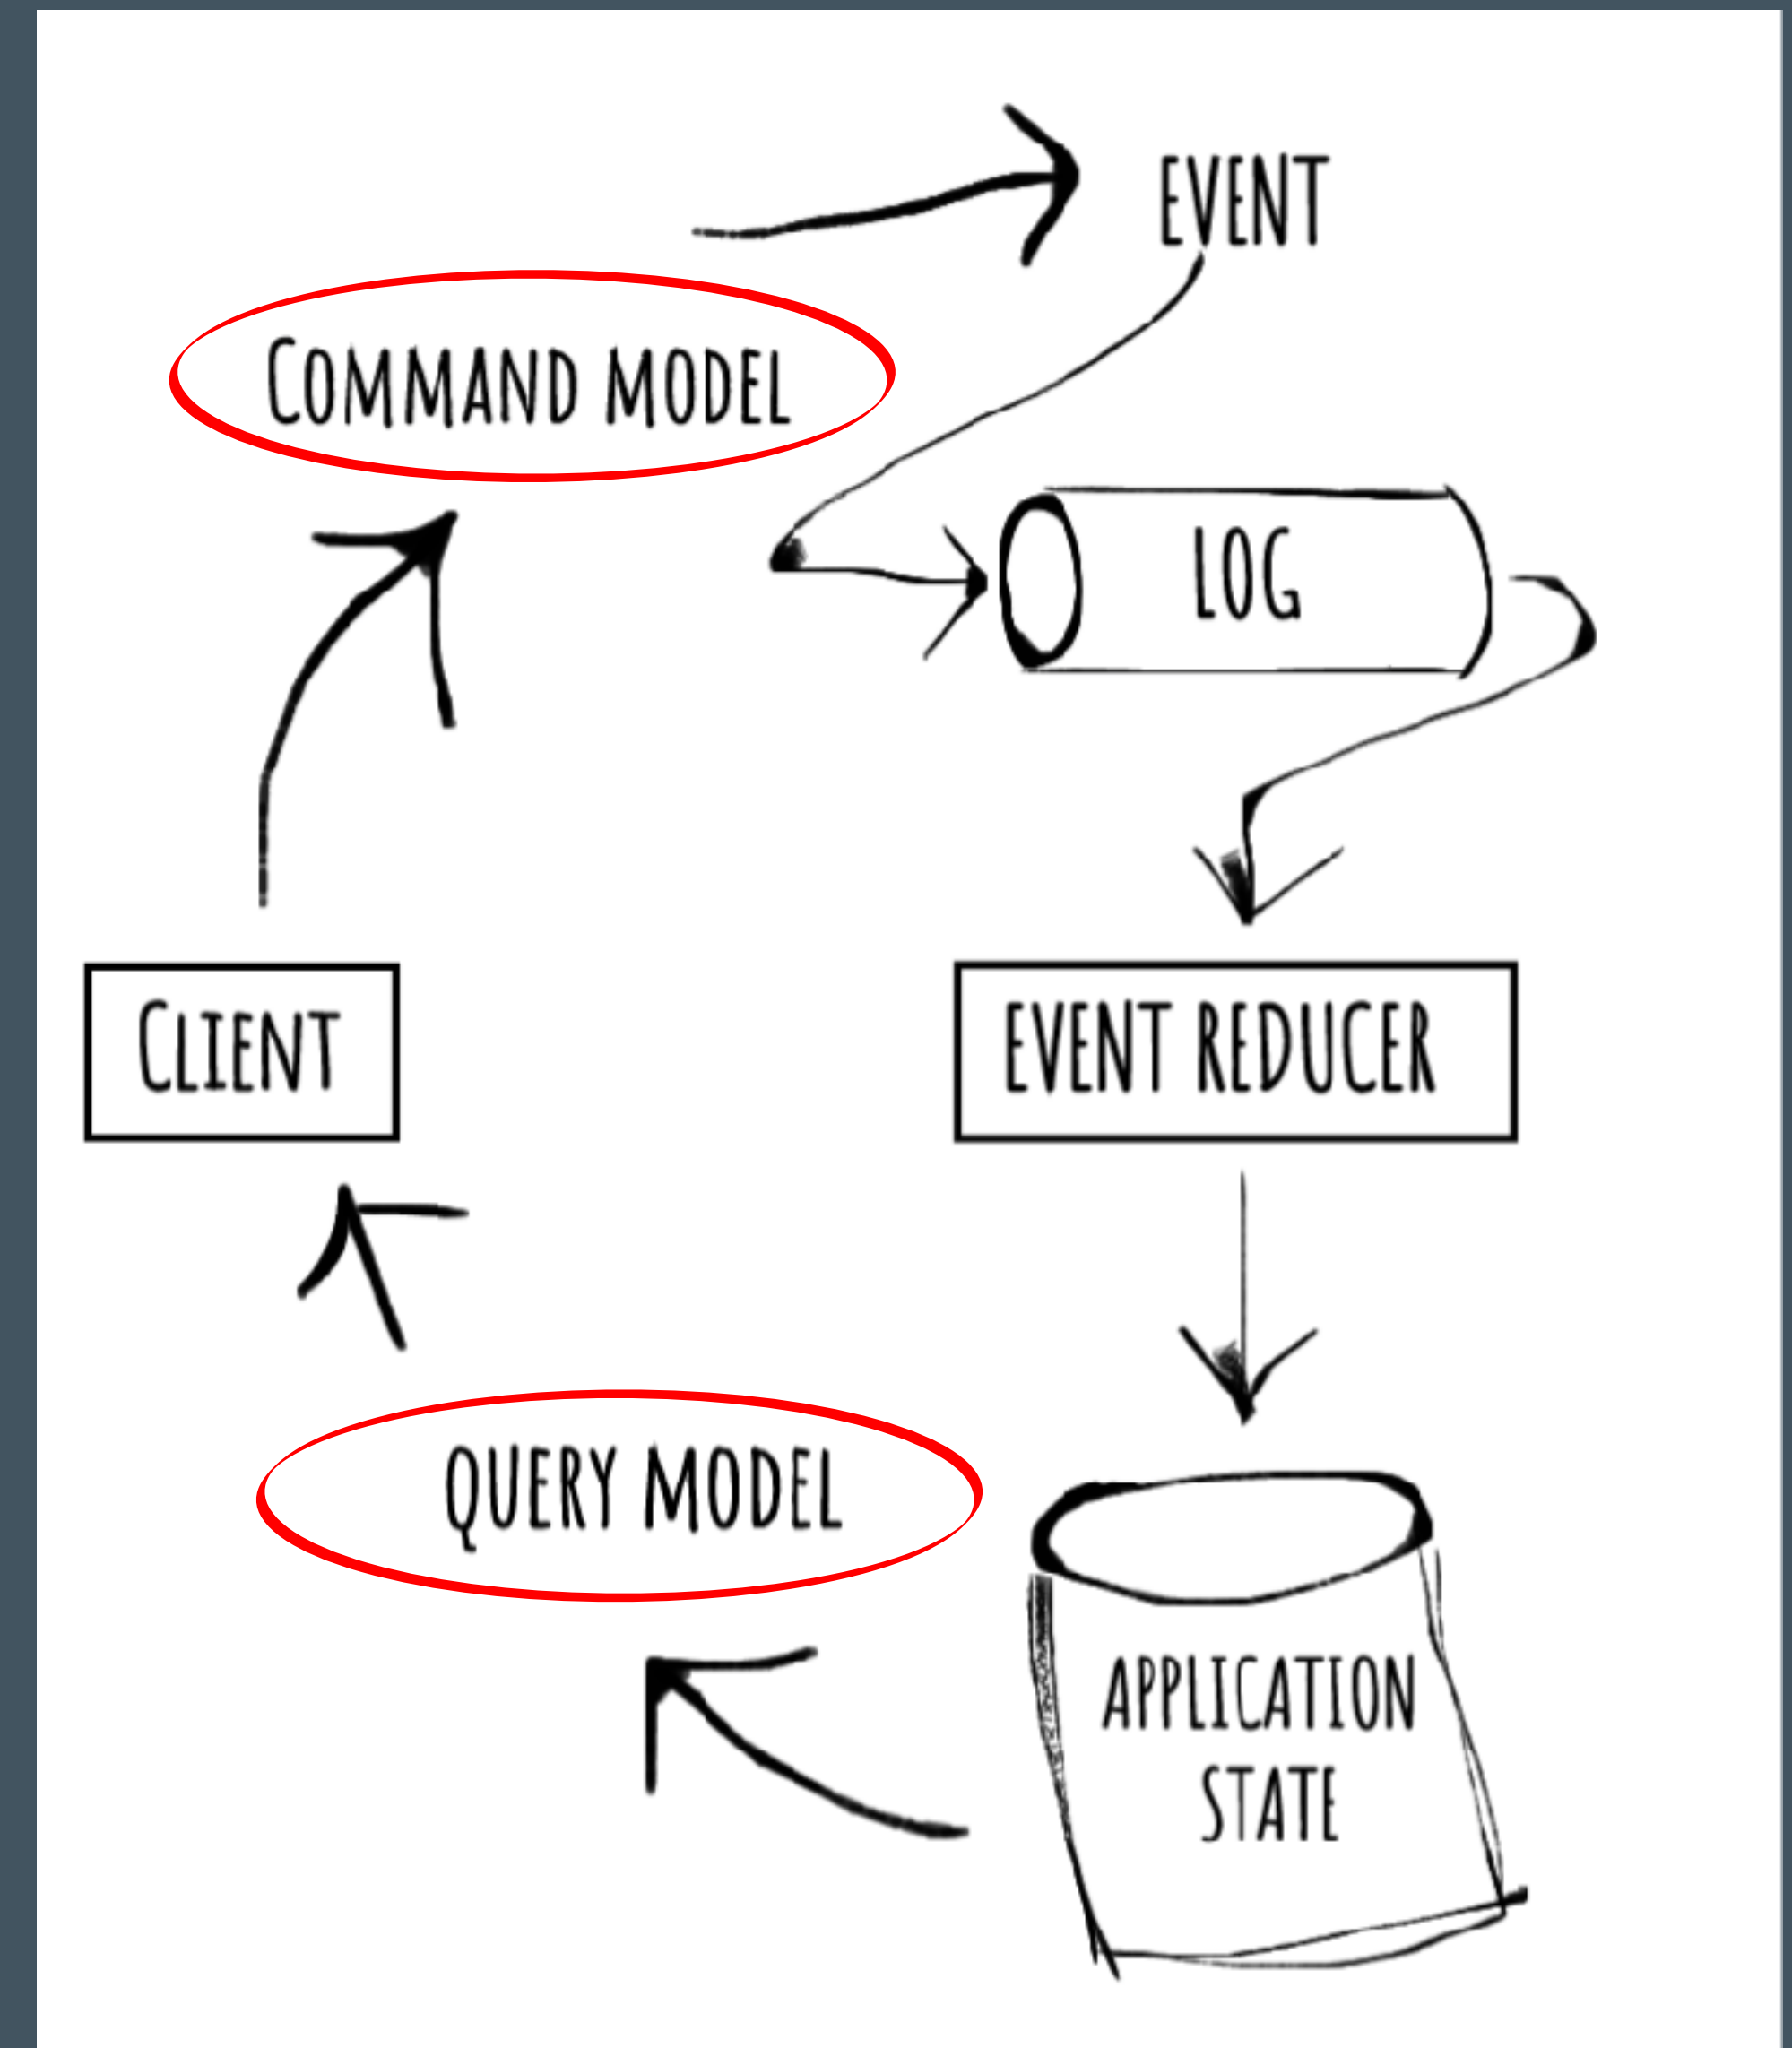 EVENT
COMMAND MODEL
LOG
CLIENT
EVENT REDUCER
QUERY MODEL
APPLICATION
STATE